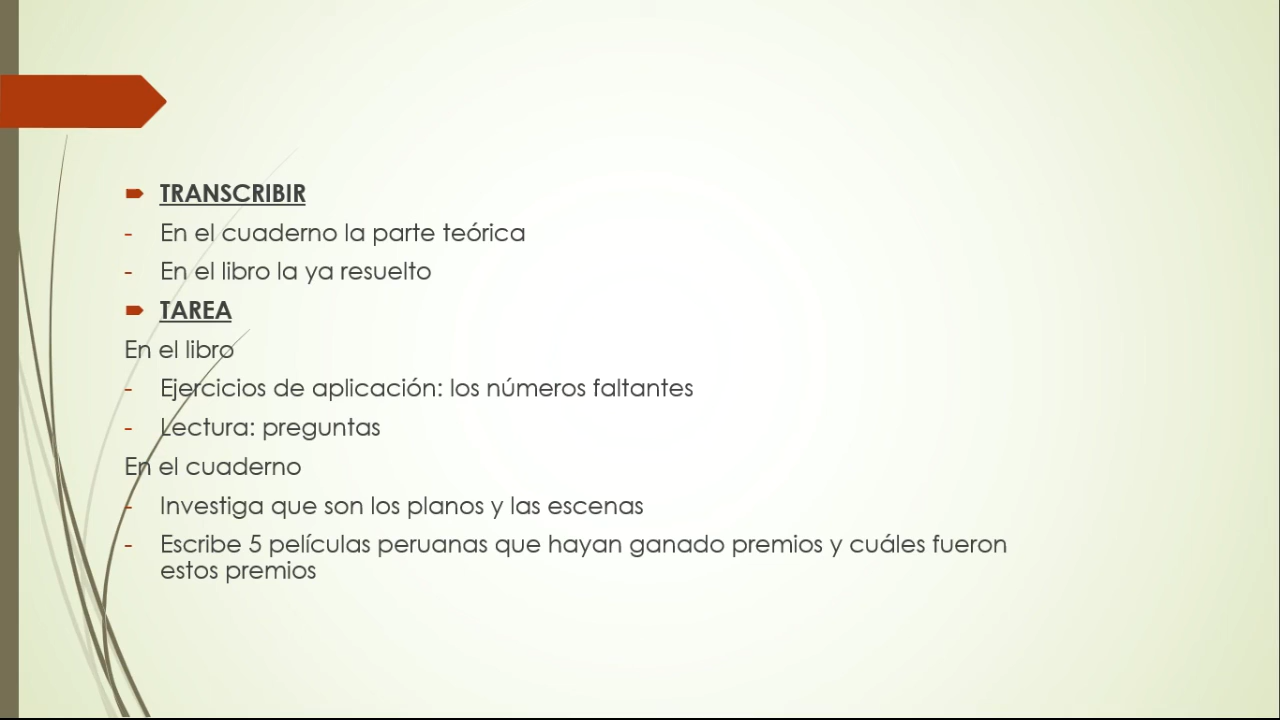 TRANSCRIBIR
- En el cuaderno la parte teórica
- En el libro la ya resuelto
TAREA
En el libro
- Ejercicios de aplicación: los números faltantes
- Lectura: preguntas
En el cuaderno
- Investiga que son los planos y las escenas
- Escribe 5 películas peruanas que hayan ganado premios y cuáles fueron
estos premios